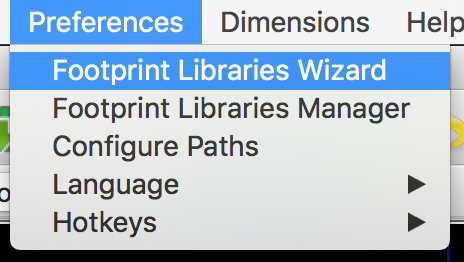 Preferences Dimensions Help
Footprint Libraries Wizard
Footprint Libraries Manager
Configure Paths
Language
Hotkeys